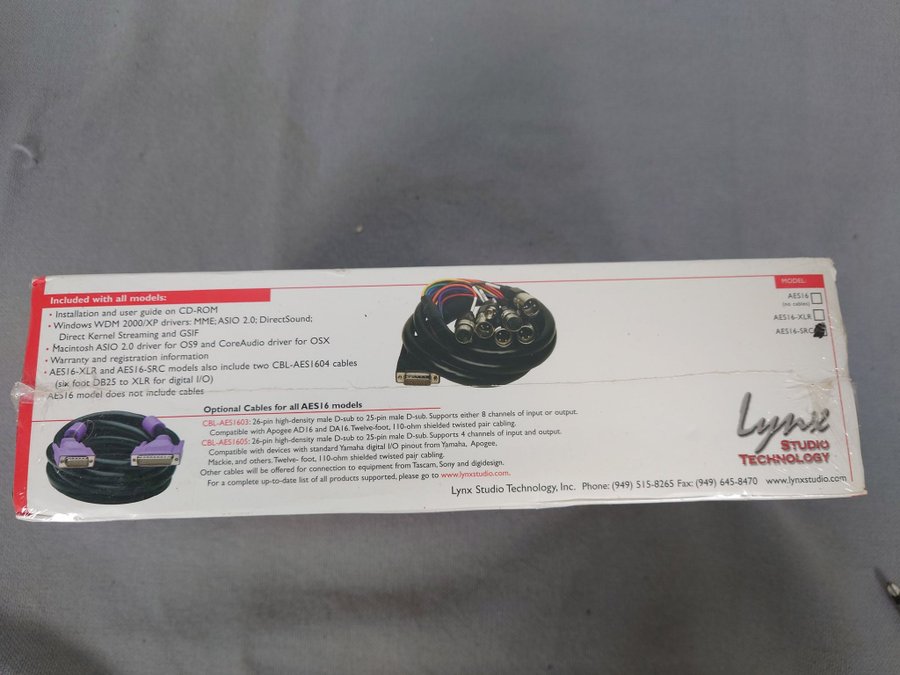 Included with all models:
• Installation and user guide on CD-ROM
• Windows WDM 2000/XP drivers: MME; ASIO 2.0; DirectSound;
Direct Kernel Streaming and GSIF
• Macintosh ASIO 2.0 driver for OS9 and CoreAudio driver for OSX
• Warranty and registration information
• AES16-XLR and AES16-SRC models also include two CBL-AES1604 cables
(six foot DB25 to XLR for digital I/O)
AES16 model does not include cables
MODEL:
AES16
(no cables)
AES16-XLR
AES16-SRC
Optional Cables for all AES16 models
CBL-AES1603: 26-pin high-density male D-sub to 25-pin male D-sub. Supports either 8 channels of input or output.
Compatible with Apogee AD16 and DA16. Twelve-foot, 110-ohm shielded twisted pair cabling.
CBL-AES1605: 26-pin high-density male D-sub to 25-pin male D-sub. Supports 4 channels of input and output.
Compatible with devices with standard Yamaha digital I/O pinout from Yamaha, Apogee,
Mackie, and others. Twelve- foot, 110-ohm shielded twisted pair cabling.
Other cables will be offered for connection to equipment from Tascam, Sony and digidesign.
For a complete up-to-date list of all products supported, please go to www.lynxstudio.com.
Lynx
STUDIO
TECHNOLOGY
Lynx Studio Technology, Inc. Phone: (949) 515-8265 Fax: (949) 645-8470 www.lynxstudio.com